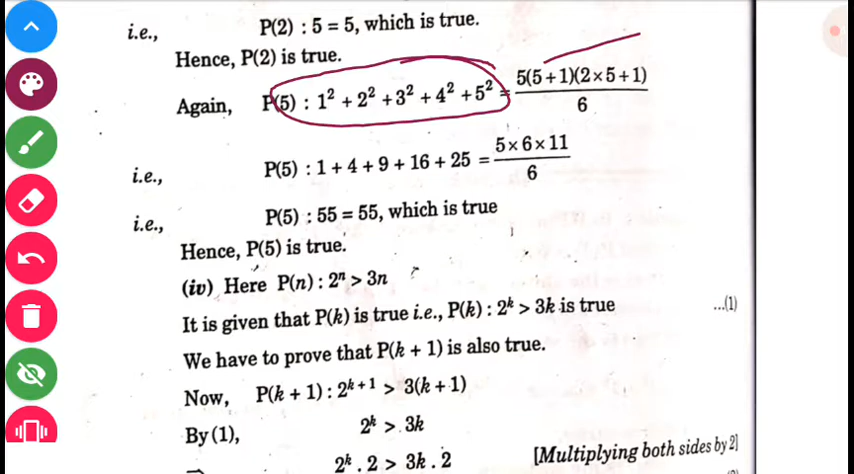 i.e., P(2) : 5 = 5, which is true.
Hence, P(2) is true.
Again, P(5) : 1² + 2² + 3² + 4² + 5² = 5(5 + 1)(2 × 5 + 1) / 6
i.e., P(5) : 1 + 4 + 9 + 16 + 25 = 5 × 6 × 11 / 6
i.e., P(5) : 55 = 55, which is true
Hence, P(5) is true.
(iv) Here P(n) : 2ⁿ > 3n
It is given that P(k) is true i.e., P(k) : 2ᵏ > 3k is true ...(1)
We have to prove that P(k + 1) is also true.
Now, P(k + 1) : 2ᵏ⁺¹ > 3(k + 1)
By (1), 2ᵏ > 3k
2ᵏ . 2 > 3k . 2 [Multiplying both sides by 2]